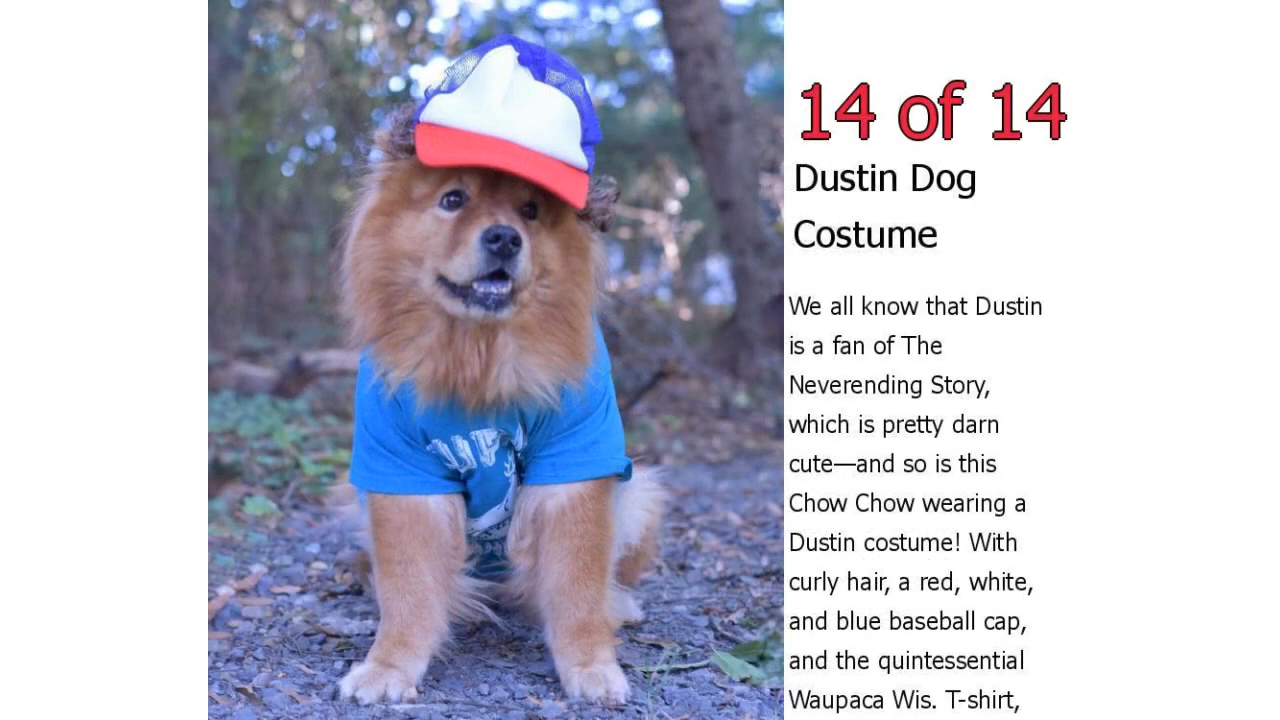 14 of 14
Dustin Dog
Costume
We all know that Dustin
is a fan of The
Neverending Story,
which is pretty darn
cute—and so is this
Chow Chow wearing a
Dustin costume! With
curly hair, a red, white,
and blue baseball cap,
and the quintessential
Waupaca Wis. T-shirt,